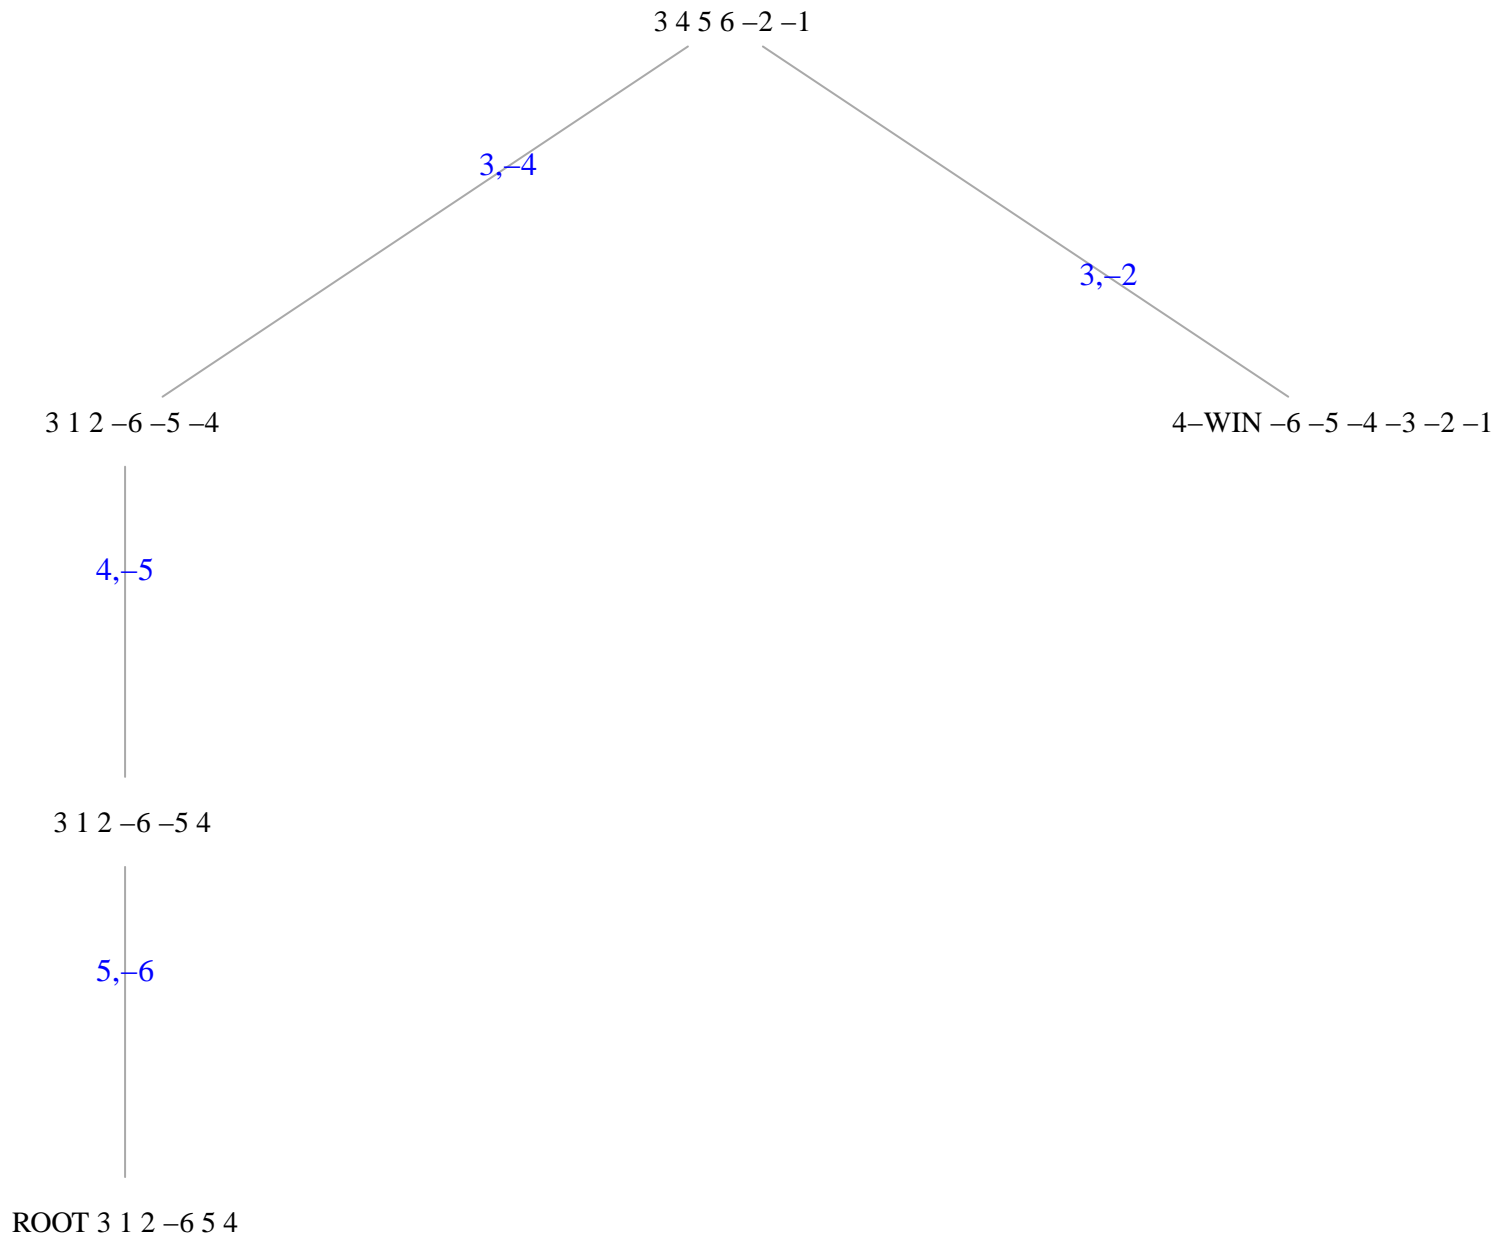 3 4 5 6 –2 –1
3,–4
3,–2
3 1 2 –6 –5 –4
4–WIN –6 –5 –4 –3 –2 –1
4,–5
3 1 2 –6 –5 4
5,–6
ROOT 3 1 2 –6 5 4